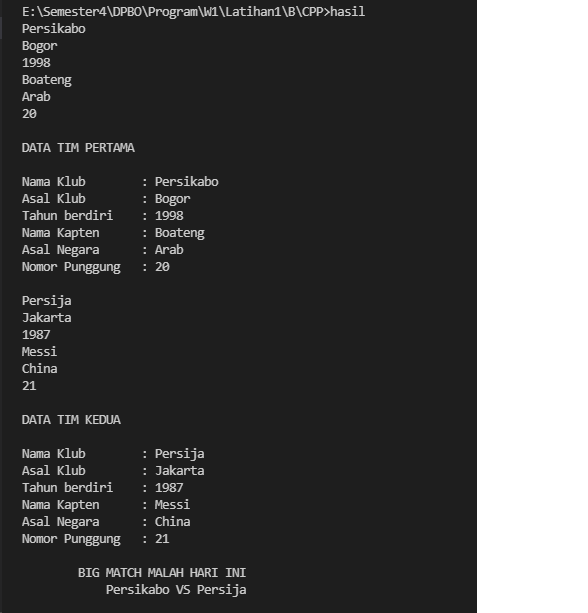 E:\Semester4\DPBO\Program\W1\Latihan1\B\CPP>hasil
Persikabo
Bogor
1998
Boateng
Arab
20
DATA TIM PERTAMA
Nama Klub : Persikabo
Asal Klub : Bogor
Tahun berdiri : 1998
Nama Kapten : Boateng
Asal Negara : Arab
Nomor Punggung : 20
Persija
Jakarta
1987
Messi
China
21
DATA TIM KEDUA
Nama Klub : Persija
Asal Klub : Jakarta
Tahun berdiri : 1987
Nama Kapten : Messi
Asal Negara : China
Nomor Punggung : 21
BIG MATCH MALAH HARI INI
Persikabo VS Persija